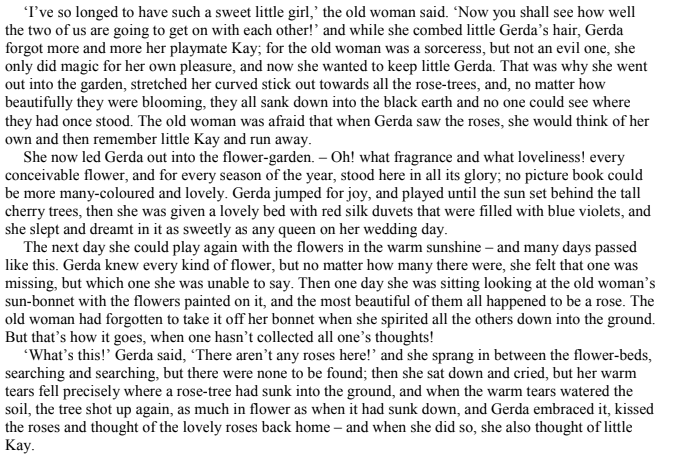 ‘I’ve so longed to have such a sweet little girl,’ the old woman said. ‘Now you shall see how well
the two of us are going to get on with each other!’ and while she combed little Gerda’s hair, Gerda
forgot more and more her playmate Kay; for the old woman was a sorceress, but not an evil one, she
only did magic for her own pleasure, and now she wanted to keep little Gerda. That was why she went
out into the garden, stretched her curved stick out towards all the rose-trees, and, no matter how
beautifully they were blooming, they all sank down into the black earth and no one could see where
they had once stood. The old woman was afraid that when Gerda saw the roses, she would think of her
own and then remember little Kay and run away.
She now led Gerda out into the flower-garden. – Oh! what fragrance and what loveliness! every
conceivable flower, and for every season of the year, stood here in all its glory; no picture book could
be more many-coloured and lovely. Gerda jumped for joy, and played until the sun set behind the tall
cherry trees, then she was given a lovely bed with red silk duvets that were filled with blue violets, and
she slept and dreamt in it as sweetly as any queen on her wedding day.
The next day she could play again with the flowers in the warm sunshine – and many days passed
like this. Gerda knew every kind of flower, but no matter how many there were, she felt that one was
missing, but which one she was unable to say. Then one day she was sitting looking at the old woman’s
sun-bonnet with the flowers painted on it, and the most beautiful of them all happened to be a rose. The
old woman had forgotten to take it off her bonnet when she spirited all the others down into the ground.
But that’s how it goes, when one hasn’t collected all one’s thoughts!
‘What’s this!’ Gerda said, ‘There aren’t any roses here!’ and she sprang in between the flower-beds,
searching and searching, but there were none to be found; then she sat down and cried, but her warm
tears fell precisely where a rose-tree had sunk into the ground, and when the warm tears watered the
soil, the tree shot up again, as much in flower as when it had sunk down, and Gerda embraced it, kissed
the roses and thought of the lovely roses back home – and when she did so, she also thought of little
Kay.